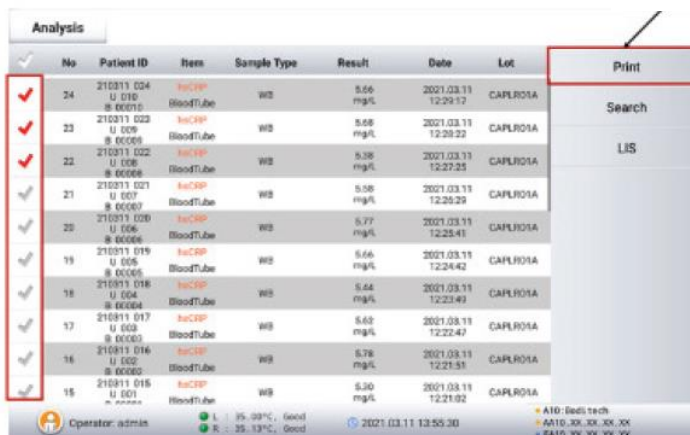 Analysis
No Patient ID Item Sample Type Result Date Lot
24 210311 024 U 010 B 00010 hsCRP BloodTube WB 5.66 mg/L 2021.03.11 12:29:17 CAPLR01A
23 210311 023 U 009 B 00009 hsCRP BloodTube WB 5.68 mg/L 2021.03.11 12:28:22 CAPLR01A
22 210311 022 U 008 B 00008 hsCRP BloodTube WB 5.58 mg/L 2021.03.11 12:27:25 CAPLR01A
21 210311 021 U 007 B 00007 hsCRP BloodTube WB 5.58 mg/L 2021.03.11 12:26:29 CAPLR01A
20 210311 020 U 006 B 00006 hsCRP BloodTube WB 5.77 mg/L 2021.03.11 12:25:41 CAPLR01A
19 210311 019 U 005 B 00005 hsCRP BloodTube WB 5.66 mg/L 2021.03.11 12:24:42 CAPLR01A
18 210311 018 U 004 B 00004 hsCRP BloodTube WB 5.44 mg/L 2021.03.11 12:23:49 CAPLR01A
17 210311 017 U 003 B 00003 hsCRP BloodTube WB 5.62 mg/L 2021.03.11 12:22:47 CAPLR01A
16 210311 016 U 002 B 00002 hsCRP BloodTube WB 5.78 mg/L 2021.03.11 12:21:51 CAPLR01A
15 210311 015 U 001 hsCRP BloodTube WB 5.30 mg/L 2021.03.11 12:21:02 CAPLR01A
Print
Search
LIS
Operator: admin
L : 35.00°C, Good
R : 35.13°C, Good
2021.03.11 13:55:30
A10: Boditech
AA10.XX.XX.XX.XX